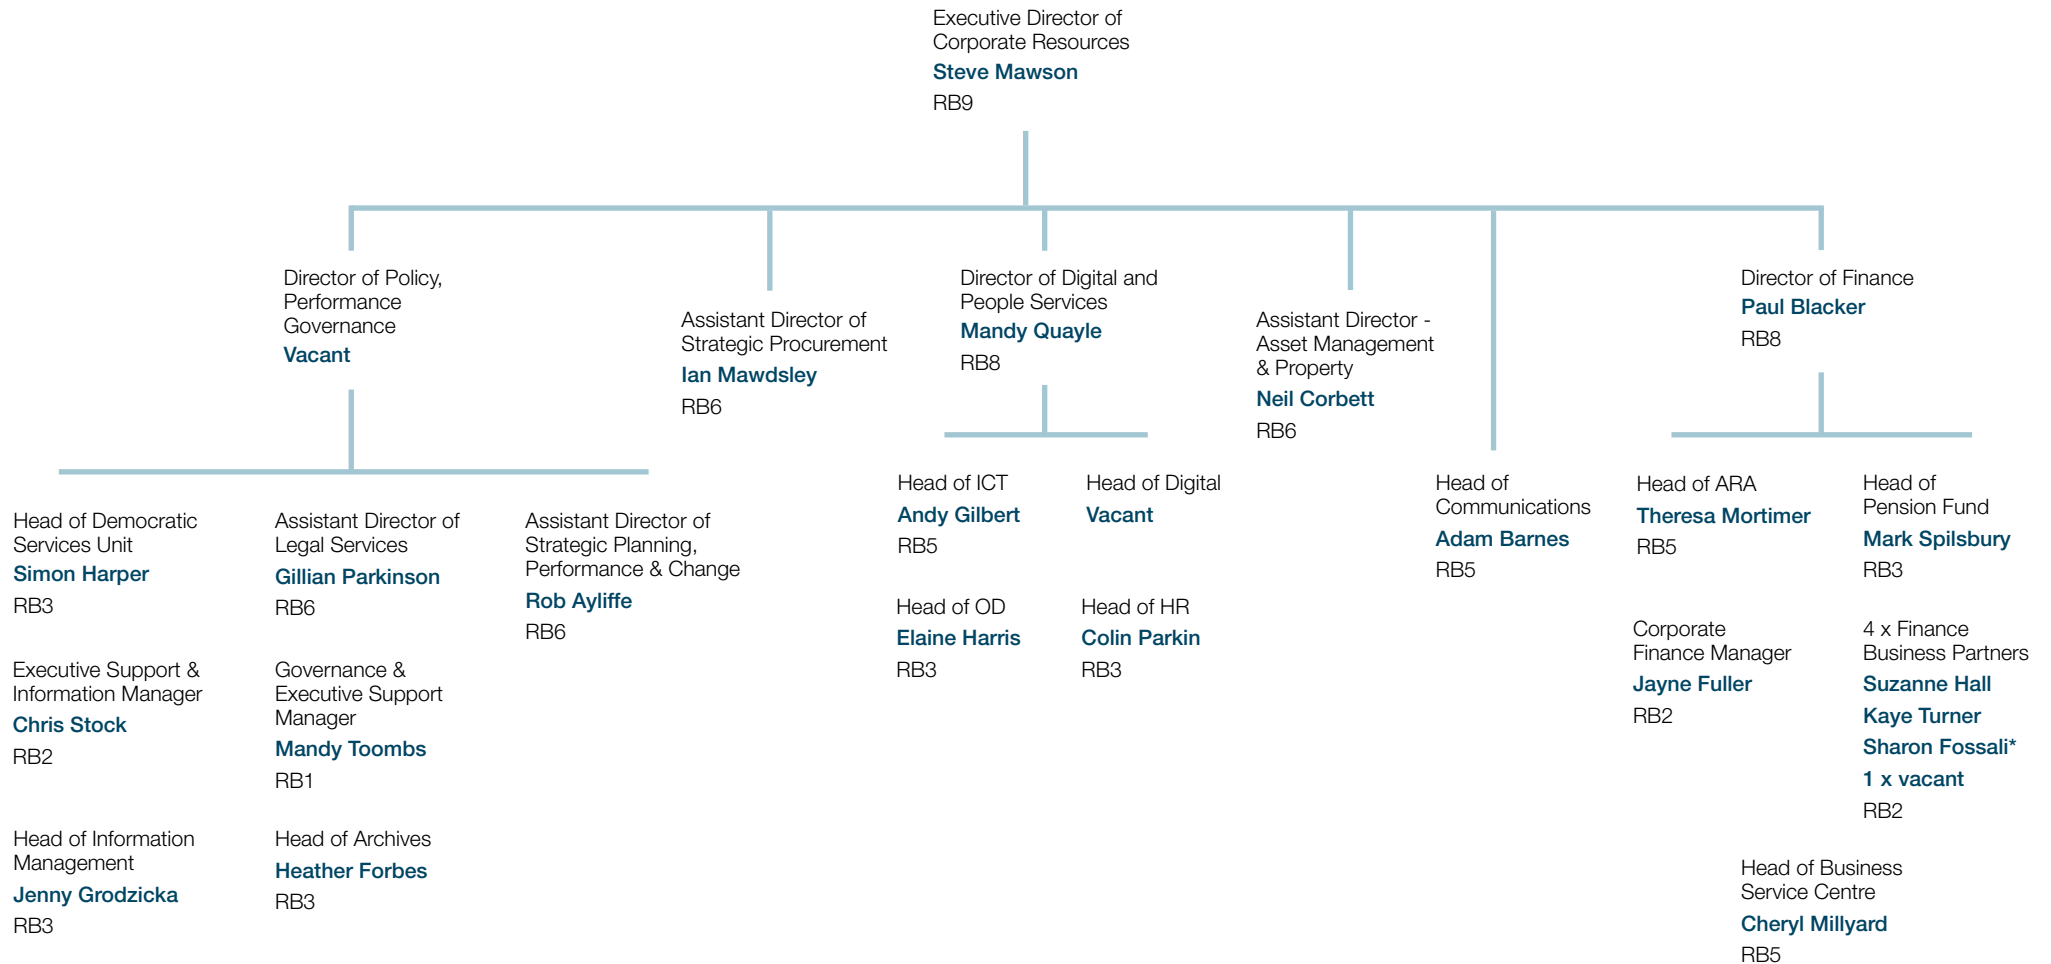 Executive Director of
Corporate Resources
Steve Mawson
RB9
Director of Policy,
Performance
Governance
Vacant
Assistant Director of
Strategic Procurement
Ian Mawdsley
RB6
Director of Digital and
People Services
Mandy Quayle
RB8
Assistant Director -
Asset Management
& Property
Neil Corbett
RB6
Director of Finance
Paul Blacker
RB8
Head of Democratic
Services Unit
Simon Harper
RB3
Assistant Director of
Legal Services
Gillian Parkinson
RB6
Assistant Director of
Strategic Planning,
Performance & Change
Rob Ayliffe
RB6
Executive Support &
Information Manager
Chris Stock
RB2
Governance &
Executive Support
Manager
Mandy Toombs
RB1
Head of Information
Management
Jenny Grodzicka
RB3
Head of Archives
Heather Forbes
RB3
Head of ICT
Andy Gilbert
RB5
Head of Digital
Vacant
Head of OD
Elaine Harris
RB3
Head of HR
Colin Parkin
RB3
Head of
Communications
Adam Barnes
RB5
Head of ARA
Theresa Mortimer
RB5
Head of
Pension Fund
Mark Spilsbury
RB3
Corporate
Finance Manager
Jayne Fuller
RB2
4 x Finance
Business Partners
Suzanne Hall
Kaye Turner
Sharon Fossali*
1 x vacant
RB2
Head of Business
Service Centre
Cheryl Millyard
RB5